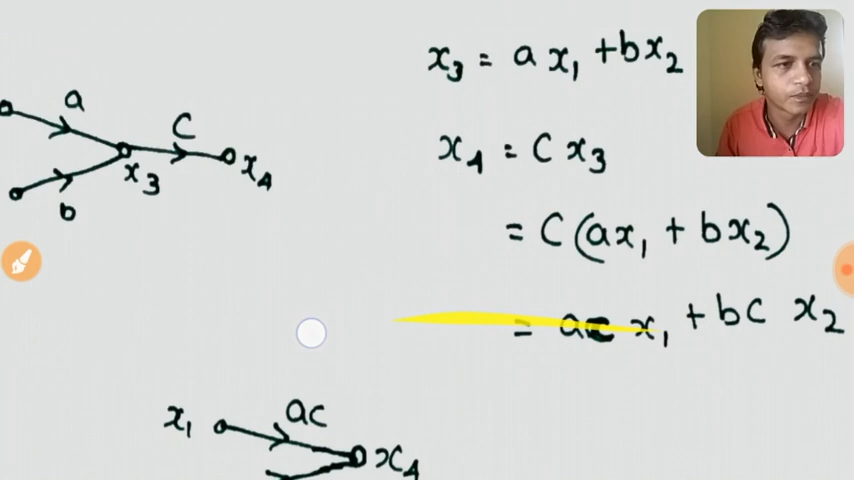 x₃ = a x₁ + b x₂
a
C
x₃
x₄
b
x₄ = C x₃
= C (a x₁ + b x₂)
= ac x₁ + bC x₂
x₁
ac
x₄